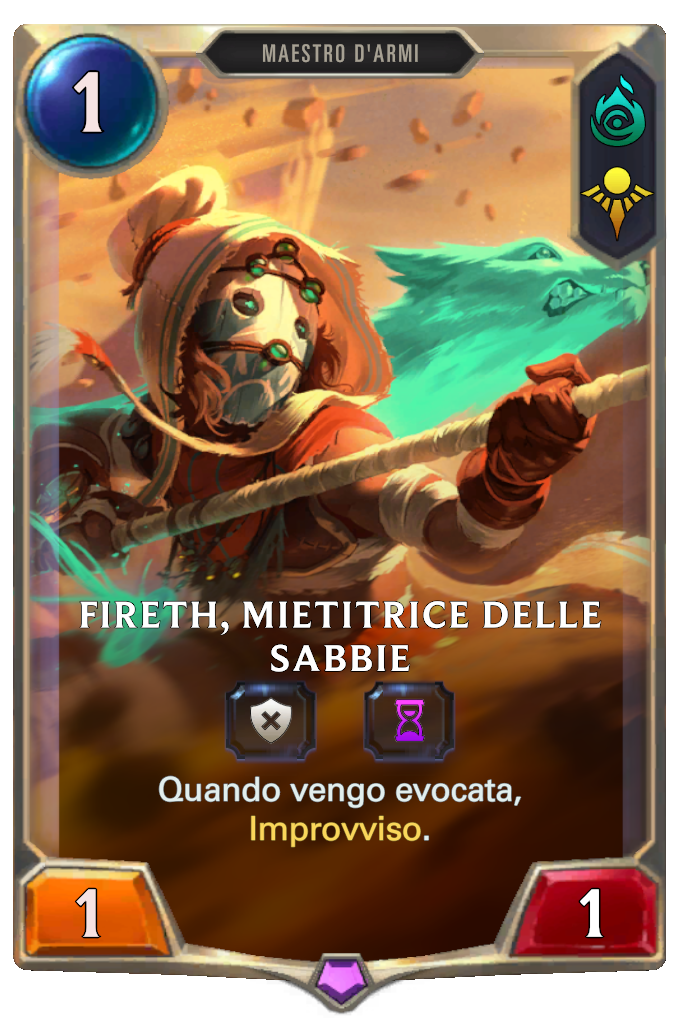 MAESTRO D'ARMI
1
FIRETH, MIETITRICE DELLE
SABBIE
Quando vengo evocata,
Improvviso.
1
1